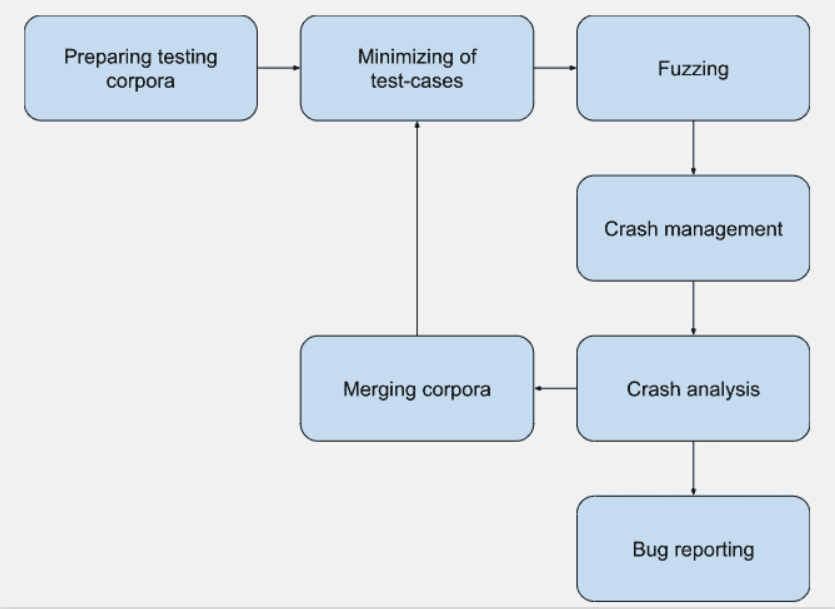 Preparing testing
corpora
Minimizing of
test-cases
Fuzzing
Crash management
Merging corpora
Crash analysis
Bug reporting